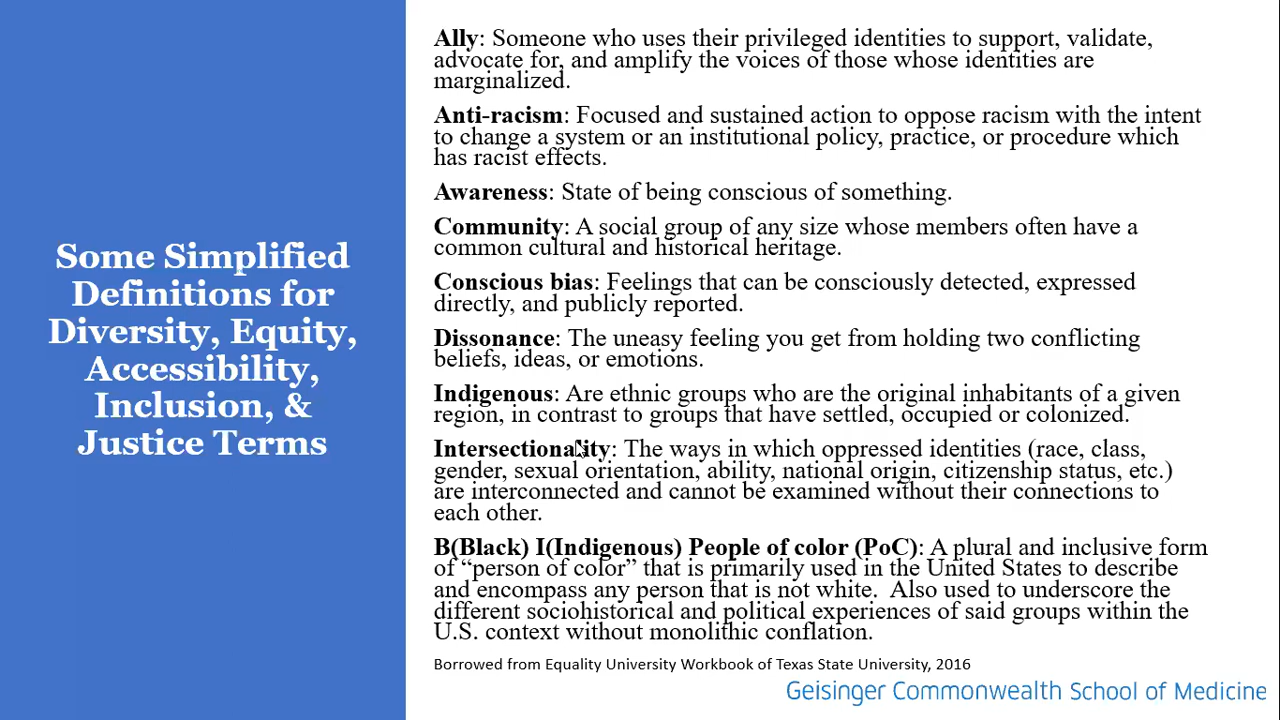 Some Simplified
Definitions for
Diversity, Equity,
Accessibility,
Inclusion, &
Justice Terms
Ally: Someone who uses their privileged identities to support, validate,
advocate for, and amplify the voices of those whose identities are
marginalized.
Anti-racism: Focused and sustained action to oppose racism with the intent
to change a system or an institutional policy, practice, or procedure which
has racist effects.
Awareness: State of being conscious of something.
Community: A social group of any size whose members often have a
common cultural and historical heritage.
Conscious bias: Feelings that can be consciously detected, expressed
directly, and publicly reported.
Dissonance: The uneasy feeling you get from holding two conflicting
beliefs, ideas, or emotions.
Indigenous: Are ethnic groups who are the original inhabitants of a given
region, in contrast to groups that have settled, occupied or colonized.
Intersectionality: The ways in which oppressed identities (race, class,
gender, sexual orientation, ability, national origin, citizenship status, etc.)
are interconnected and cannot be examined without their connections to
each other.
B(Black) I(Indigenous) People of color (PoC): A plural and inclusive form
of “person of color” that is primarily used in the United States to describe
and encompass any person that is not white.  Also used to underscore the
different sociohistorical and political experiences of said groups within the
U.S. context without monolithic conflation.
Borrowed from Equality University Workbook of Texas State University, 2016
Geisinger Commonwealth School of Medicine